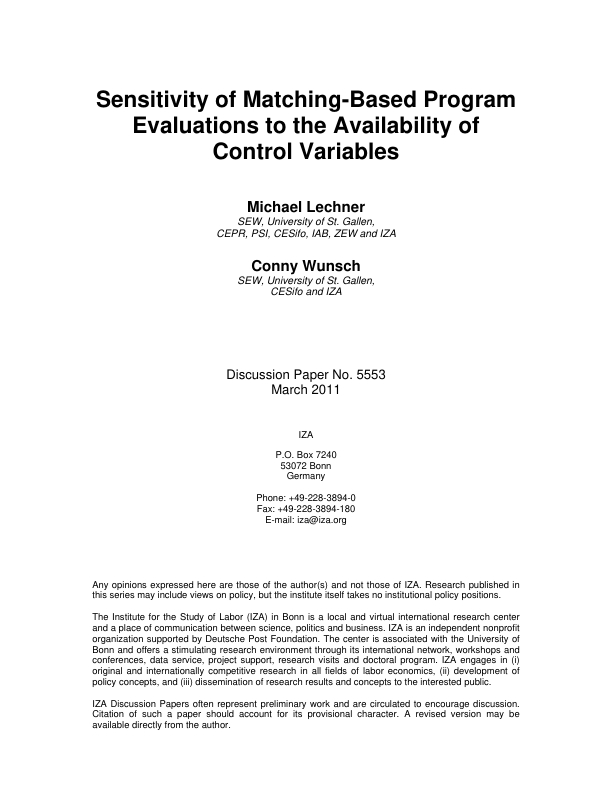 Sensitivity of Matching-Based Program
Evaluations to the Availability of
Control Variables
Michael Lechner
SEW, University of St. Gallen,
CEPR, PSI, CESifo, IAB, ZEW and IZA
Conny Wunsch
SEW, University of St. Gallen,
CESifo and IZA
Discussion Paper No. 5553
March 2011
IZA
P.O. Box 7240
53072 Bonn
Germany
Phone: +49-228-3894-0
Fax: +49-228-3894-180
E-mail: iza@iza.org
Any opinions expressed here are those of the author(s) and not those of IZA. Research published in
this series may include views on policy, but the institute itself takes no institutional policy positions.
The Institute for the Study of Labor (IZA) in Bonn is a local and virtual international research center
and a place of communication between science, politics and business. IZA is an independent nonprofit
organization supported by Deutsche Post Foundation. The center is associated with the University of
Bonn and offers a stimulating research environment through its international network, workshops and
conferences, data service, project support, research visits and doctoral program. IZA engages in (i)
original and internationally competitive research in all fields of labor economics, (ii) development of
policy concepts, and (iii) dissemination of research results and concepts to the interested public.
IZA Discussion Papers often represent preliminary work and are circulated to encourage discussion.
Citation of such a paper should account for its provisional character. A revised version may be
available directly from the author.